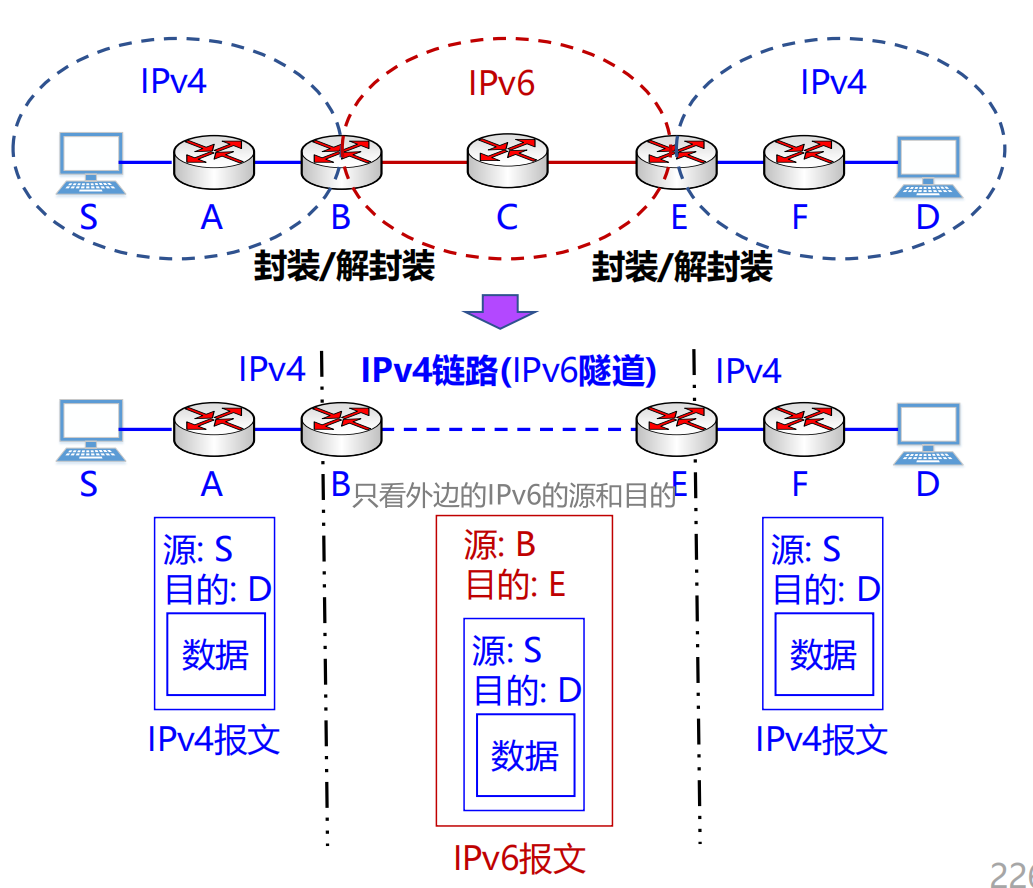 IPv4
IPv6
IPv4
S
A
B
C
E
F
D
封装/解封装
封装/解封装
IPv4
IPv4链路(IPv6隧道)
IPv4
S
A
B
只看外边的IPv6的源和目的
E
F
D
源: S
目的: D
数据
IPv4报文
源: B
目的: E
源: S
目的: D
数据
IPv6报文
源: S
目的: D
数据
IPv4报文